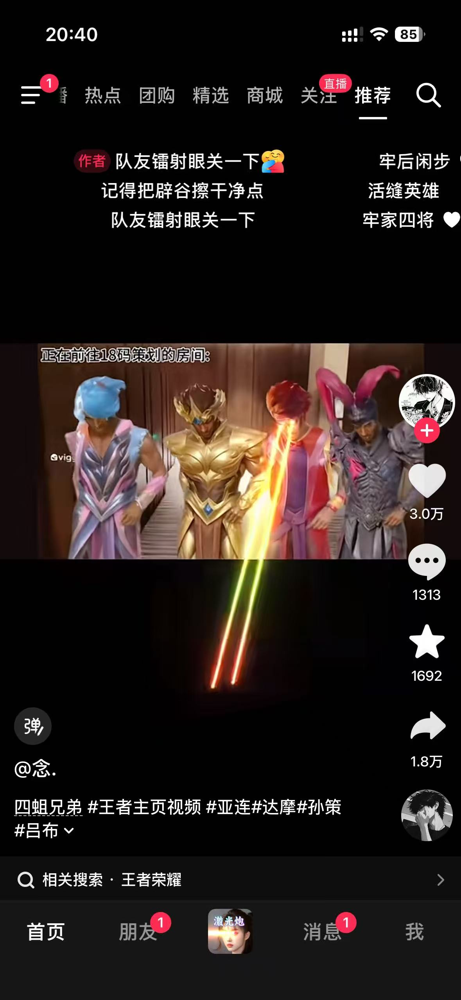 20:40
85
1
热点 团购 精选 商城 关注 直播 推荐
作者 队友镭射眼关一下
牢后闲步
记得把辟谷擦干净点
活缝英雄
队友镭射眼关一下
牢家四将
正在前往18码策划的房间:
vigg
3.0万
1313
1692
弹
1.8万
@念.
四蛆兄弟 #王者主页视频 #亚连#达摩#孙策
#吕布
相关搜索 · 王者荣耀
激光炮
首页 朋友 1 消息 1 我